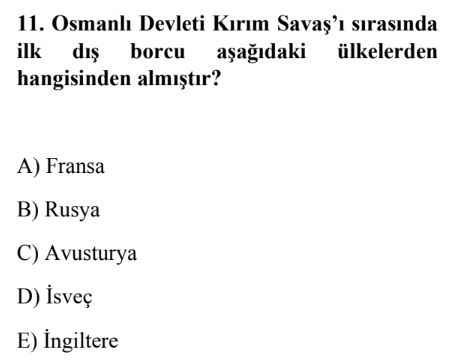 11. Osmanlı Devleti Kırım Savaş’ı sırasında
ilk dış borcu aşağıdaki ülkelerden
hangisinden almıştır?
A) Fransa
B) Rusya
C) Avusturya
D) İsveç
E) İngiltere